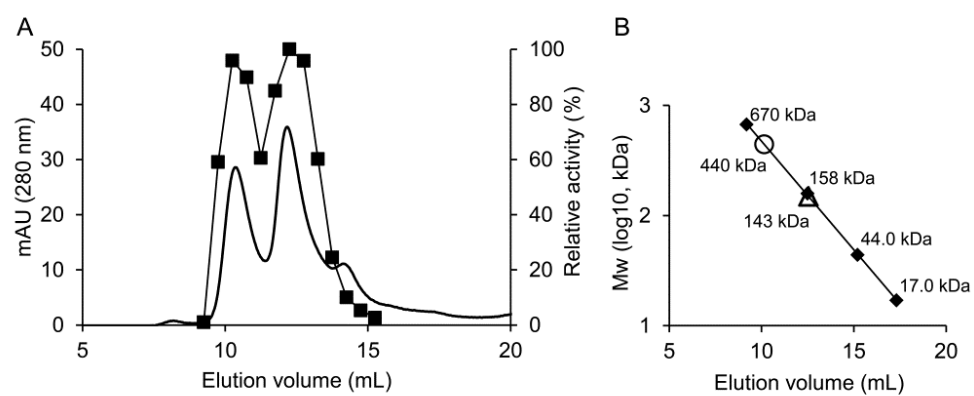 A
mAU (280 nm)
50
40
30
20
10
0
5
10
15
20
Elution volume (mL)
100
80
60
40
20
0
Relative activity (%)
B
Mw (log10, kDa)
3
2
1
670 kDa
440 kDa
158 kDa
143 kDa
44.0 kDa
17.0 kDa
5
10
15
20
Elution volume (mL)